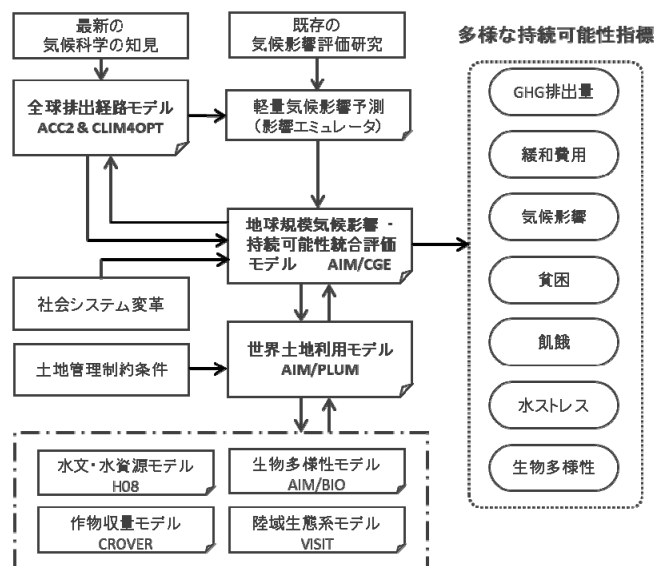 最新の
気候科学の知見
既存の
気候影響評価研究
多様な持続可能性指標
全球排出経路モデル
ACC2 & CLIM4OPT
軽量気候影響予測
(影響エミュレータ)
地球規模気候影響・
持続可能性統合評価
モデル AIM/CGE
社会システム変革
土地管理制約条件
世界土地利用モデル
AIM/PLUM
水文・水資源モデル
H08
生物多様性モデル
AIM/BIO
作物収量モデル
CROVER
陸域生態系モデル
VISIT
GHG排出量
緩和費用
気候影響
貧困
飢餓
水ストレス
生物多様性